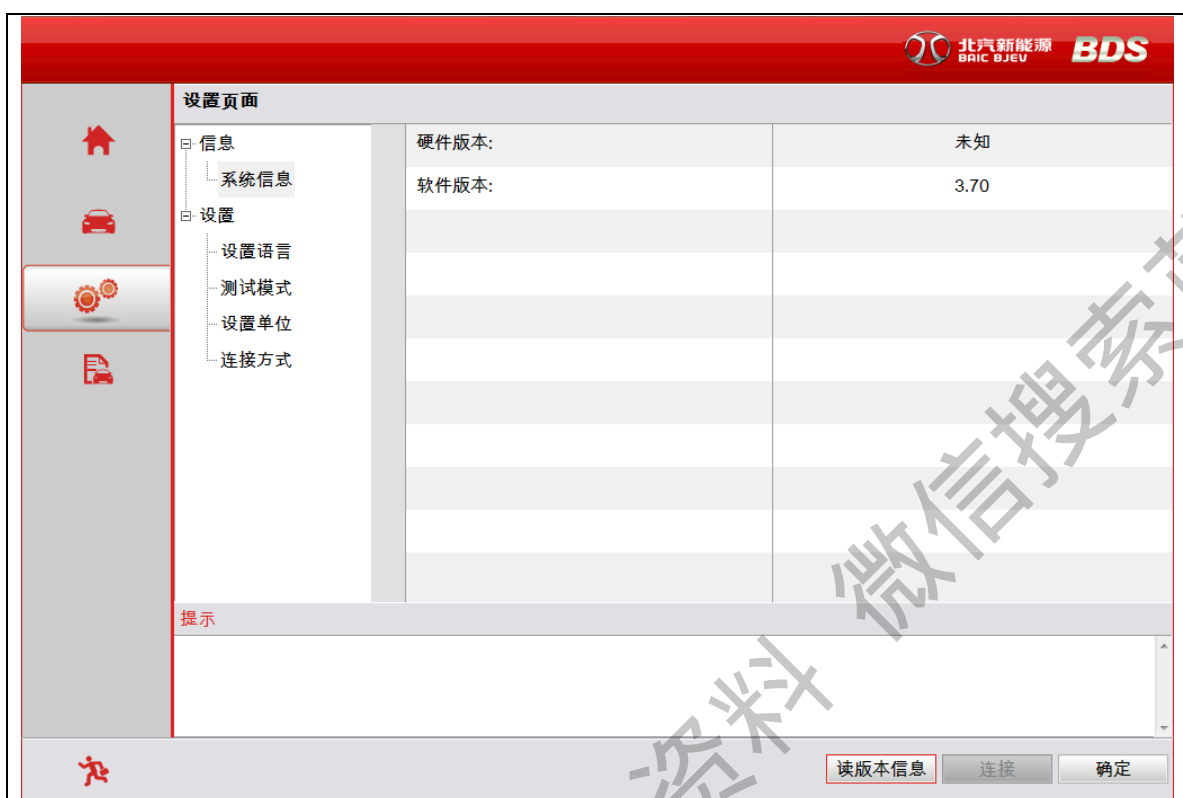 北汽新能源 BDS
BAIC BJEV
设置页面
信息
系统信息
设置
设置语言
测试模式
设置单位
连接方式
硬件版本: 未知
软件版本: 3.70
提示
读版本信息 连接 确定
资料 微信搜索